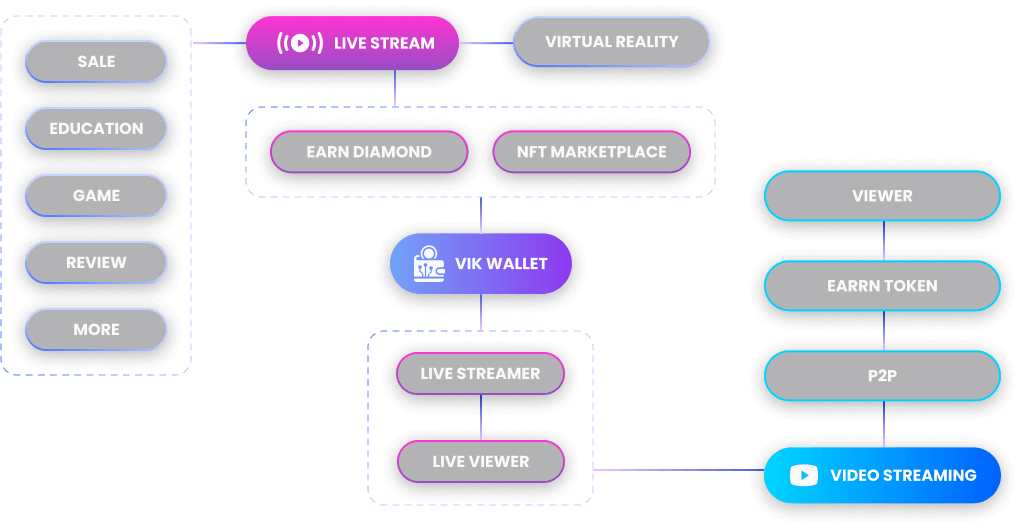 SALE
EDUCATION
GAME
REVIEW
MORE
LIVE STREAM
VIRTUAL REALITY
EARN DIAMOND
NFT MARKETPLACE
VIK WALLET
LIVE STREAMER
LIVE VIEWER
VIEWER
EARRN TOKEN
P2P
VIDEO STREAMING